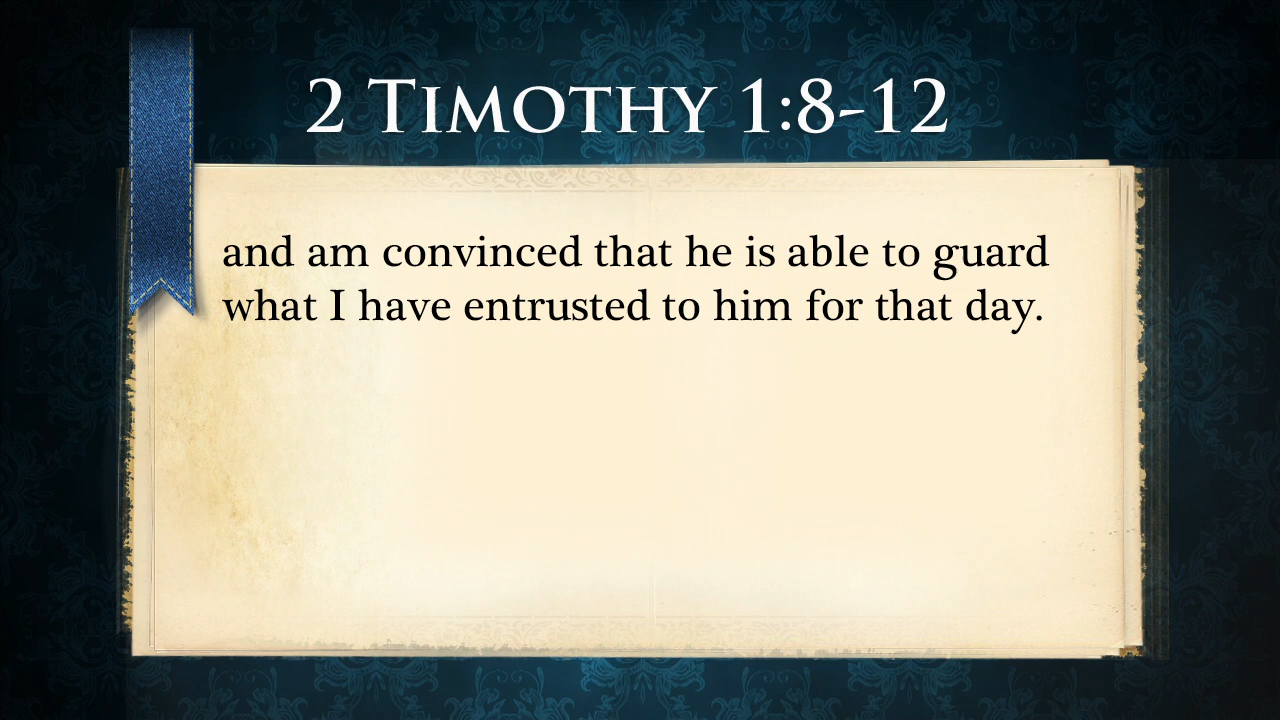 2 Timothy 1:8-12
and am convinced that he is able to guard
what I have entrusted to him for that day.